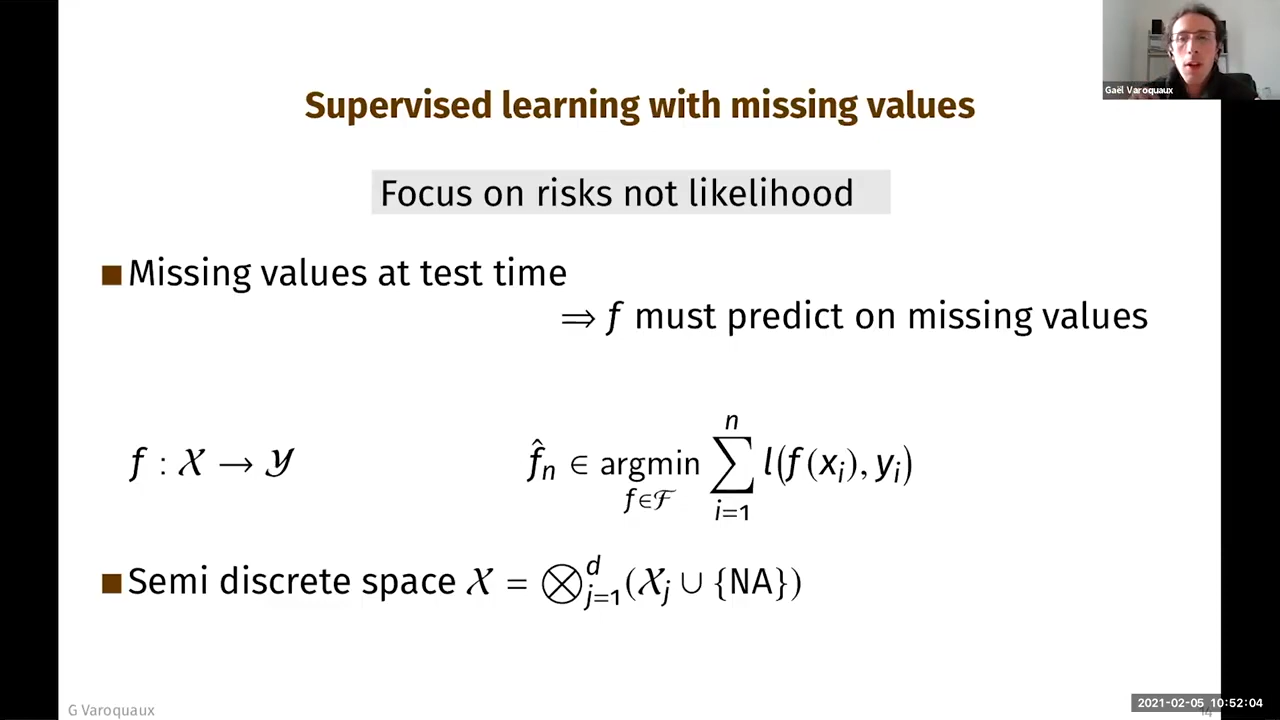 Gaël Varoquaux
Supervised learning with missing values
Focus on risks not likelihood
Missing values at test time
⇒ f must predict on missing values
f : 𝒳 → 𝒴
f̂ₙ ∈ argmin_{f∈ℱ} ∑_{i=1}^{n} l(f(xᵢ), yᵢ)
Semi discrete space 𝒳 = ⨂_{j=1}^{d} (𝒳ⱼ ∪ {NA})
G Varoquaux
2021-02-05 10:52:04